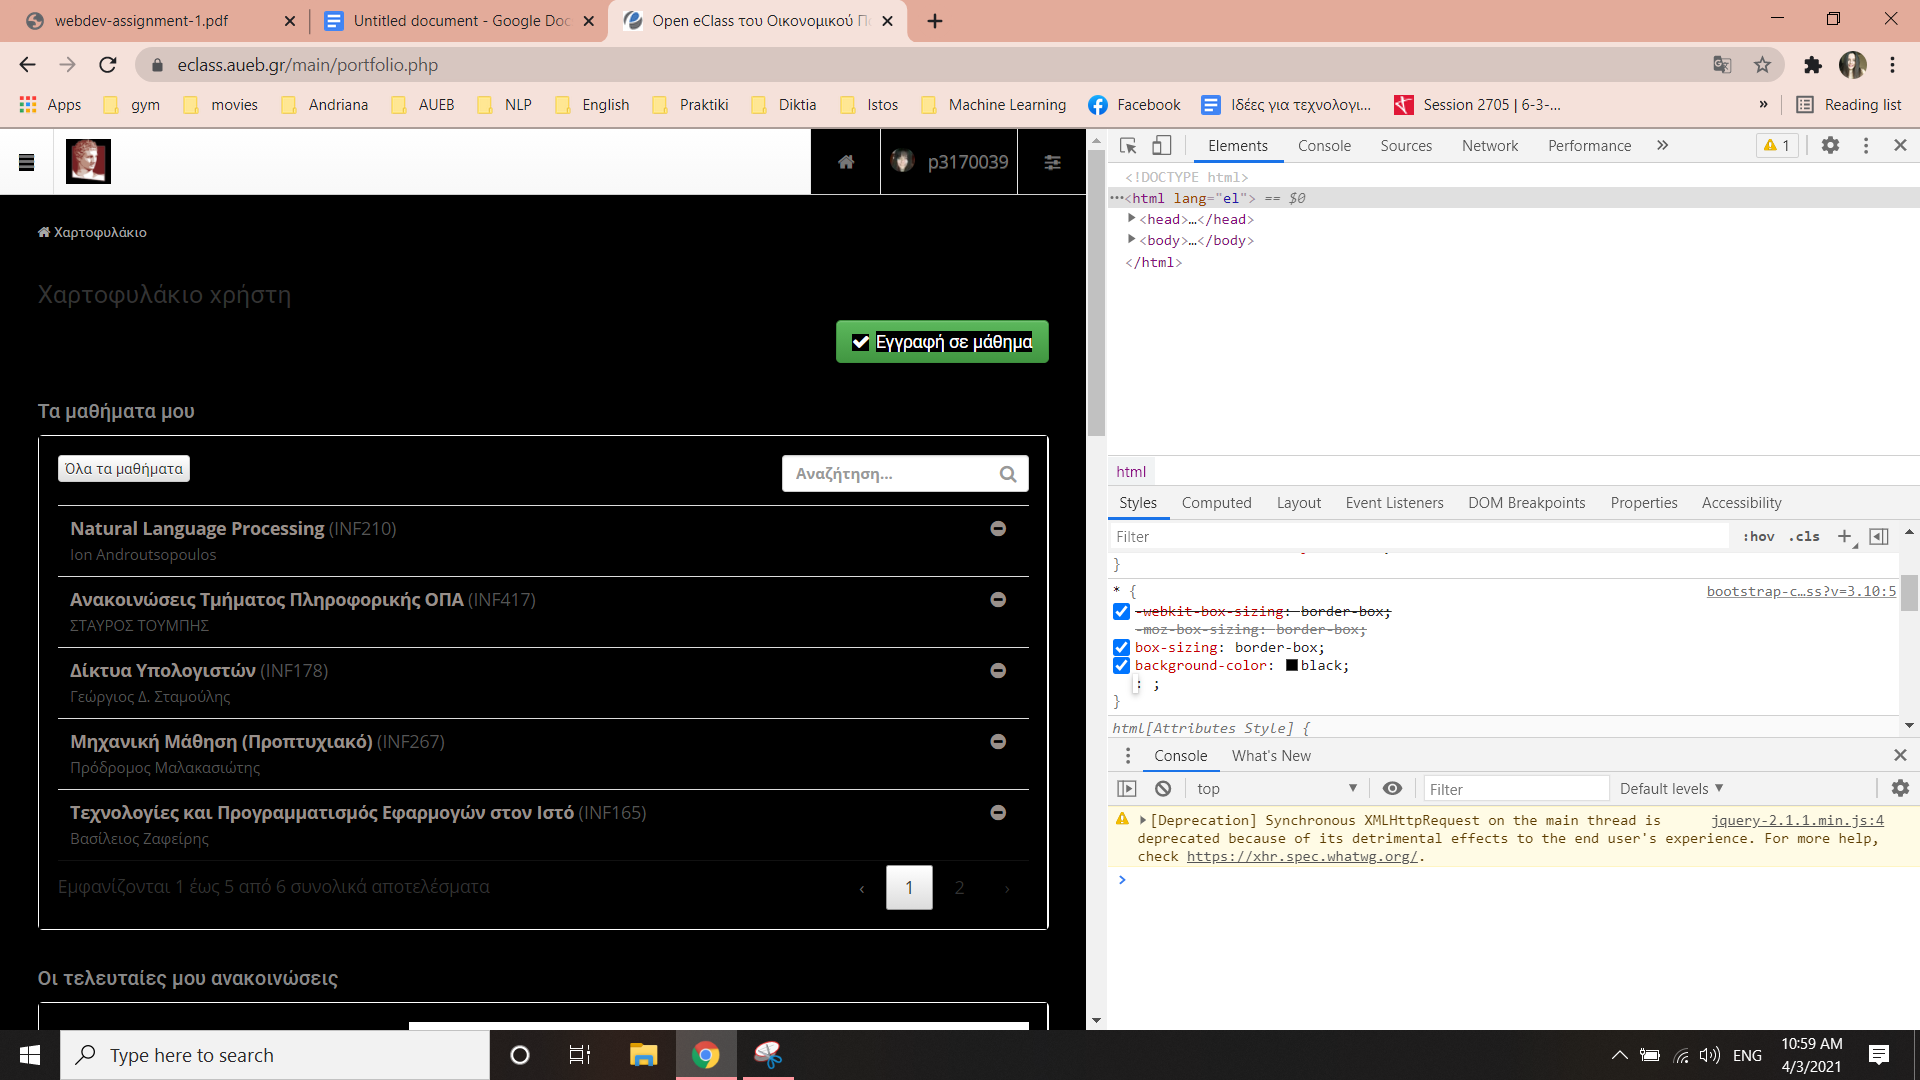 webdev-assignment-1.pdf
Untitled document - Google Doc
Open eClass του Οικονομικού Πο
eclass.aueb.gr/main/portfolio.php
Apps gym movies Andriana AUEB NLP English Praktiki Diktia Istos Machine Learning Facebook Ιδέες για τεχνολογι... Session 2705 | 6-3-... » Reading list
p3170039
Χαρτοφυλάκιο
Χαρτοφυλάκιο χρήστη
Εγγραφή σε μάθημα
Τα μαθήματα μου
Όλα τα μαθήματα
Αναζήτηση...
Natural Language Processing (INF210)
Ion Androutsopoulos
Ανακοινώσεις Τμήματος Πληροφορικής ΟΠΑ (INF417)
ΣΤΑΥΡΟΣ ΤΟΥΜΠΗΣ
Δίκτυα Υπολογιστών (INF178)
Γεώργιος Δ. Σταμούλης
Μηχανική Μάθηση (Προπτυχιακό) (INF267)
Πρόδρομος Μαλακασιώτης
Τεχνολογίες και Προγραμματισμός Εφαρμογών στον Ιστό (INF165)
Βασίλειος Ζαφείρης
Εμφανίζονται 1 έως 5 από 6 συνολικά αποτελέσματα
‹ 1 2 ›
Οι τελευταίες μου ανακοινώσεις
Elements Console Sources Network Performance » 1
<!DOCTYPE html>
···<html lang="el"> == $0
<head>…</head>
<body>…</body>
</html>
html
Styles Computed Layout Event Listeners DOM Breakpoints Properties Accessibility
Filter :hov .cls +
}
* { bootstrap-c…ss?v=3.10:5
-webkit-box-sizing: border-box;
-moz-box-sizing: border-box;
box-sizing: border-box;
background-color: black;
: ;
}
html[Attributes Style] {
Console What's New
top Filter Default levels
[Deprecation] Synchronous XMLHttpRequest on the main thread is jquery-2.1.1.min.js:4
deprecated because of its detrimental effects to the end user's experience. For more help,
check https://xhr.spec.whatwg.org/.
>
Type here to search
ENG
10:59 AM
4/3/2021